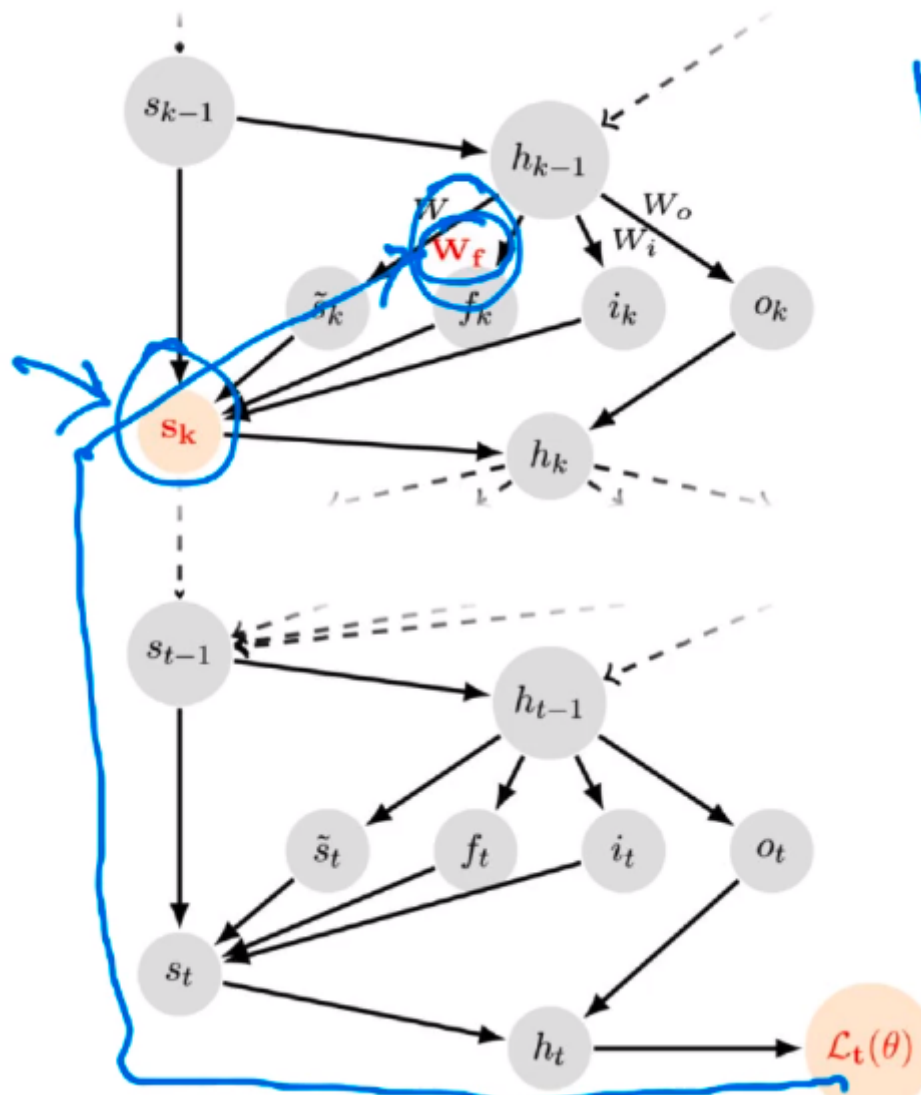 s_{k-1}
h_{k-1}
W W_o
W_f W_i
s̃_k f_k i_k o_k
s_k
h_k
s_{t-1}
h_{t-1}
s̃_t f_t i_t o_t
s_t
h_t ℒ_t(θ)